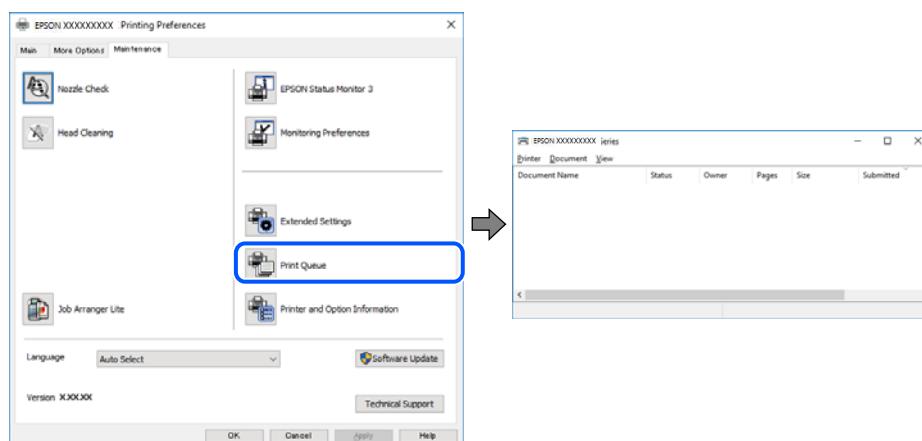 EPSON XXXXXXXXX Printing Preferences
Main More Options Maintenance
Nozzle Check
EPSON Status Monitor 3
Head Cleaning
Monitoring Preferences
Extended Settings
Print Queue
Job Arranger Lite
Printer and Option Information
Language Auto Select Software Update
Version X.XX.XX
Technical Support
OK Cancel Apply Help
EPSON XXXXXXXXX ieries
Printer Document View
Document Name Status Owner Pages Size Submitted